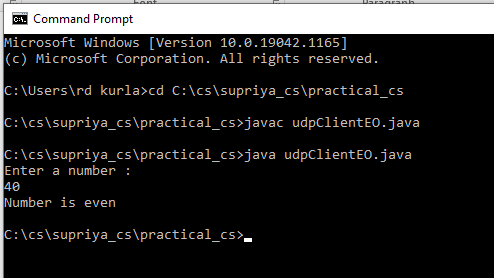 Command Prompt
Microsoft Windows [Version 10.0.19042.1165]
(c) Microsoft Corporation. All rights reserved.
C:\Users\rd kurla>cd C:\cs\supriya_cs\practical_cs
C:\cs\supriya_cs\practical_cs>javac udpClientEO.java
C:\cs\supriya_cs\practical_cs>java udpClientEO.java
Enter a number :
40
Number is even
C:\cs\supriya_cs\practical_cs>